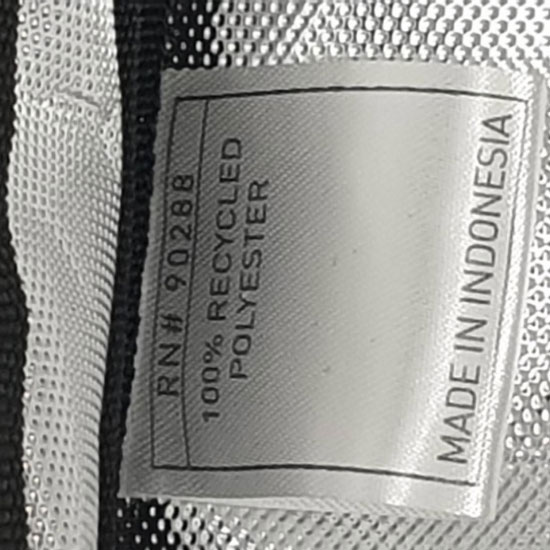 RN# 90288
100% RECYCLED
POLYESTER
MADE IN INDONESIA